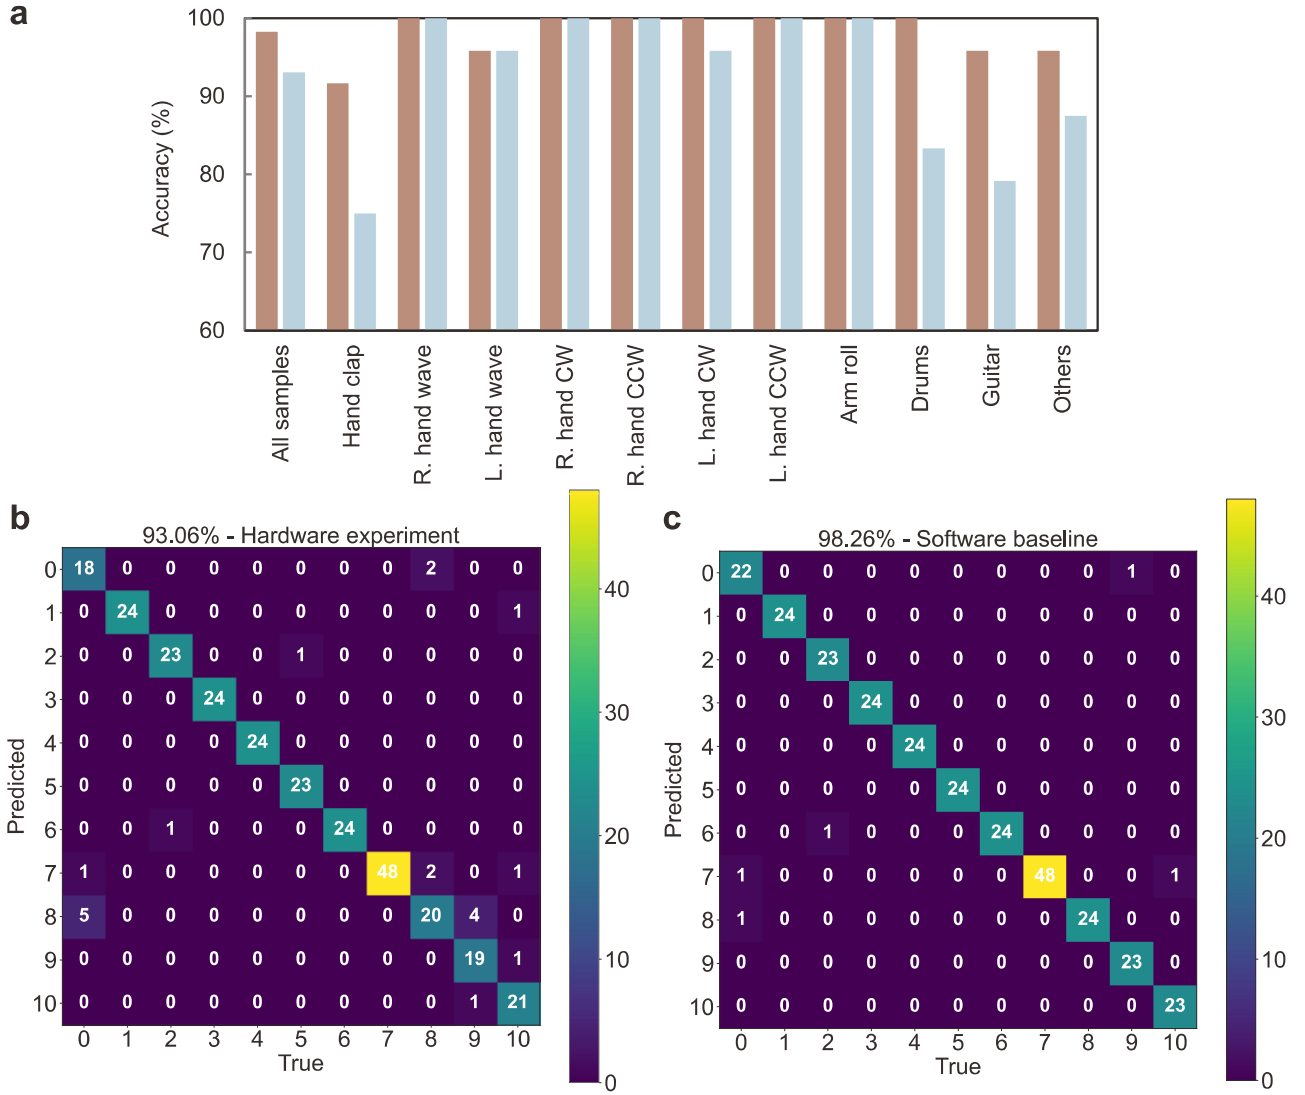 a
100
90
80
70
60
Accuracy (%)
All samples
Hand clap
R. hand wave
L. hand wave
R. hand CW
R. hand CCW
L. hand CW
L. hand CCW
Arm roll
Drums
Guitar
Others
b
93.06% - Hardware experiment
Predicted
0 18 0 0 0 0 0 0 0 2 0 0
1 0 24 0 0 0 0 0 0 0 0 1
2 0 0 23 0 0 1 0 0 0 0 0
3 0 0 0 24 0 0 0 0 0 0 0
4 0 0 0 0 24 0 0 0 0 0 0
5 0 0 0 0 0 23 0 0 0 0 0
6 0 0 1 0 0 0 24 0 0 0 0
7 1 0 0 0 0 0 0 48 2 0 1
8 5 0 0 0 0 0 0 0 20 4 0
9 0 0 0 0 0 0 0 0 0 19 1
10 0 0 0 0 0 0 0 0 0 1 21
0 1 2 3 4 5 6 7 8 9 10
True
40
30
20
10
0
c
98.26% - Software baseline
Predicted
0 22 0 0 0 0 0 0 0 0 1 0
1 0 24 0 0 0 0 0 0 0 0 0
2 0 0 23 0 0 0 0 0 0 0 0
3 0 0 0 24 0 0 0 0 0 0 0
4 0 0 0 0 24 0 0 0 0 0 0
5 0 0 0 0 0 24 0 0 0 0 0
6 0 0 1 0 0 0 24 0 0 0 0
7 1 0 0 0 0 0 0 48 0 0 1
8 1 0 0 0 0 0 0 0 24 0 0
9 0 0 0 0 0 0 0 0 0 23 0
10 0 0 0 0 0 0 0 0 0 0 23
0 1 2 3 4 5 6 7 8 9 10
True
40
30
20
10
0